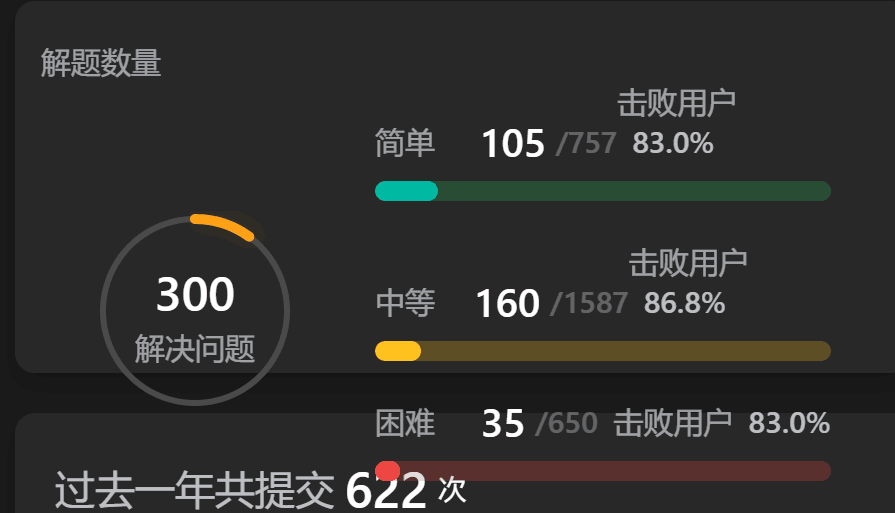 解题数量
击败用户
简单 105 /757 83.0%
击败用户
中等 160 /1587 86.8%
300
解决问题
困难 35 /650 击败用户 83.0%
过去一年共提交 622 次